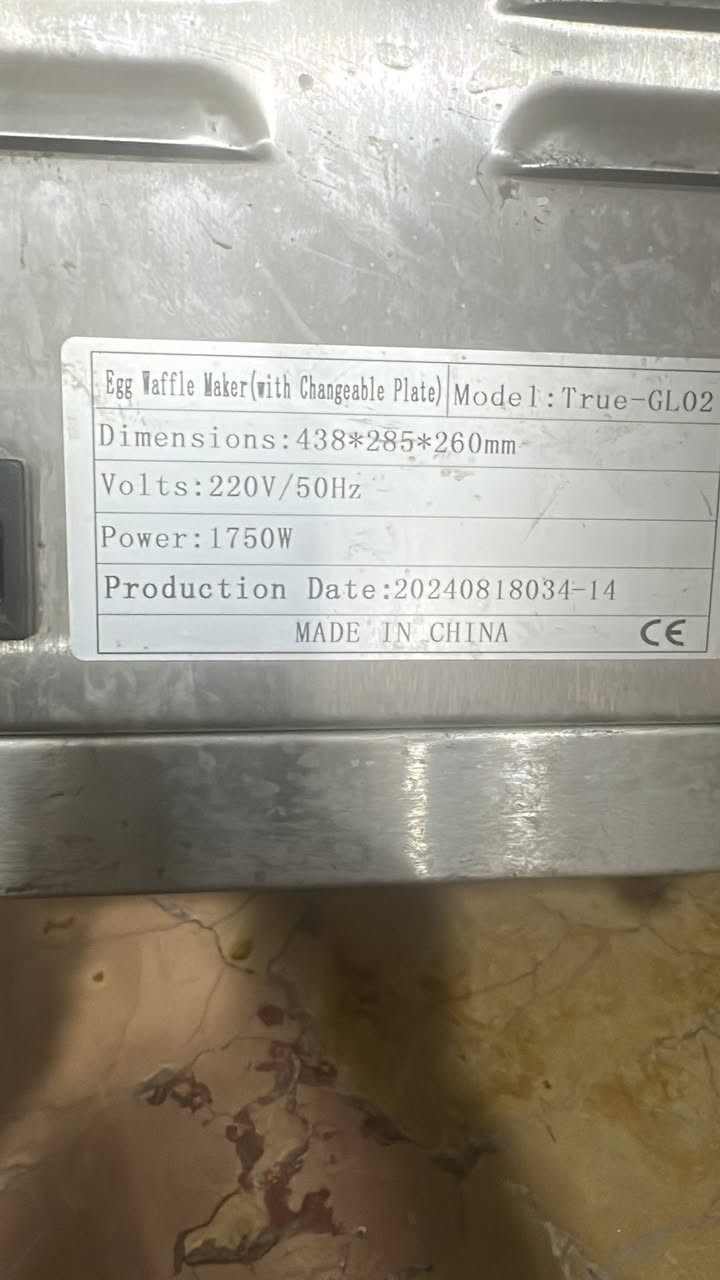 Egg Waffle Maker(with Changeable Plate) Model:True-GL02
Dimensions:438*285*260mm
Volts:220V/50Hz
Power:1750W
Production Date:20240818034-14
MADE IN CHINA CE